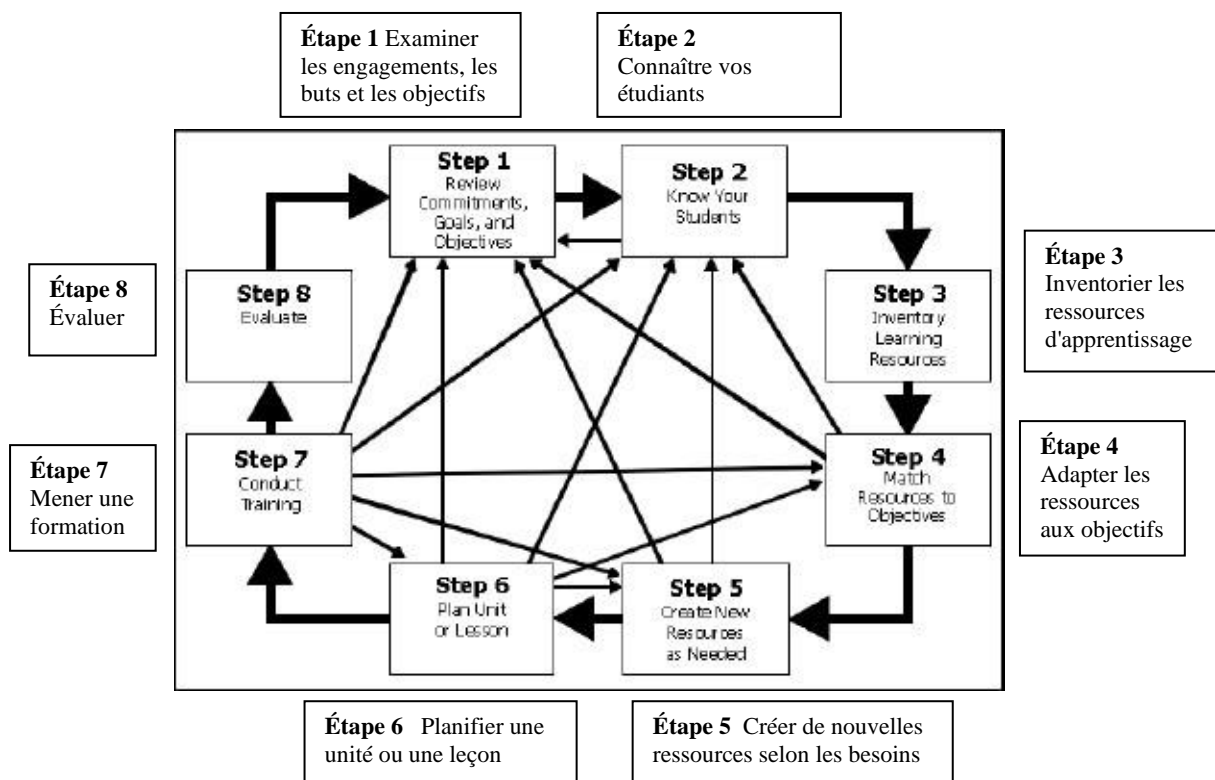 Étape 1 Examiner
les engagements, les
buts et les objectifs
Étape 2
Connaître vos
étudiants
Step 1
Review
Commitments,
Goals, and
Objectives
Step 2
Know Your
Students
Étape 3
Inventorier les
ressources
d'apprentissage
Étape 8
Évaluer
Step 8
Evaluate
Step 3
Inventory
Learning
Resources
Étape 7
Mener une
formation
Step 7
Conduct
Training
Step 4
Match
Resources to
Objectives
Étape 4
Adapter les
ressources
aux objectifs
Step 6
Plan Unit
or Lesson
Step 5
Create New
Resources
as Needed
Étape 6 Planifier une
unité ou une leçon
Étape 5 Créer de nouvelles
ressources selon les besoins